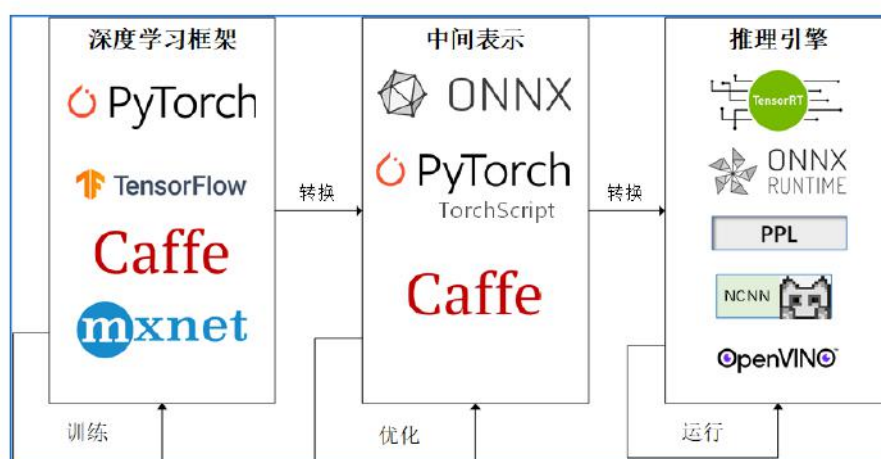 深度学习框架
PyTorch
TensorFlow
Caffe
mxnet
训练
转换
中间表示
ONNX
PyTorch
TorchScript
Caffe
优化
转换
推理引擎
TensorRT
ONNX
RUNTIME
PPL
NCNN
OpenVINO™
运行